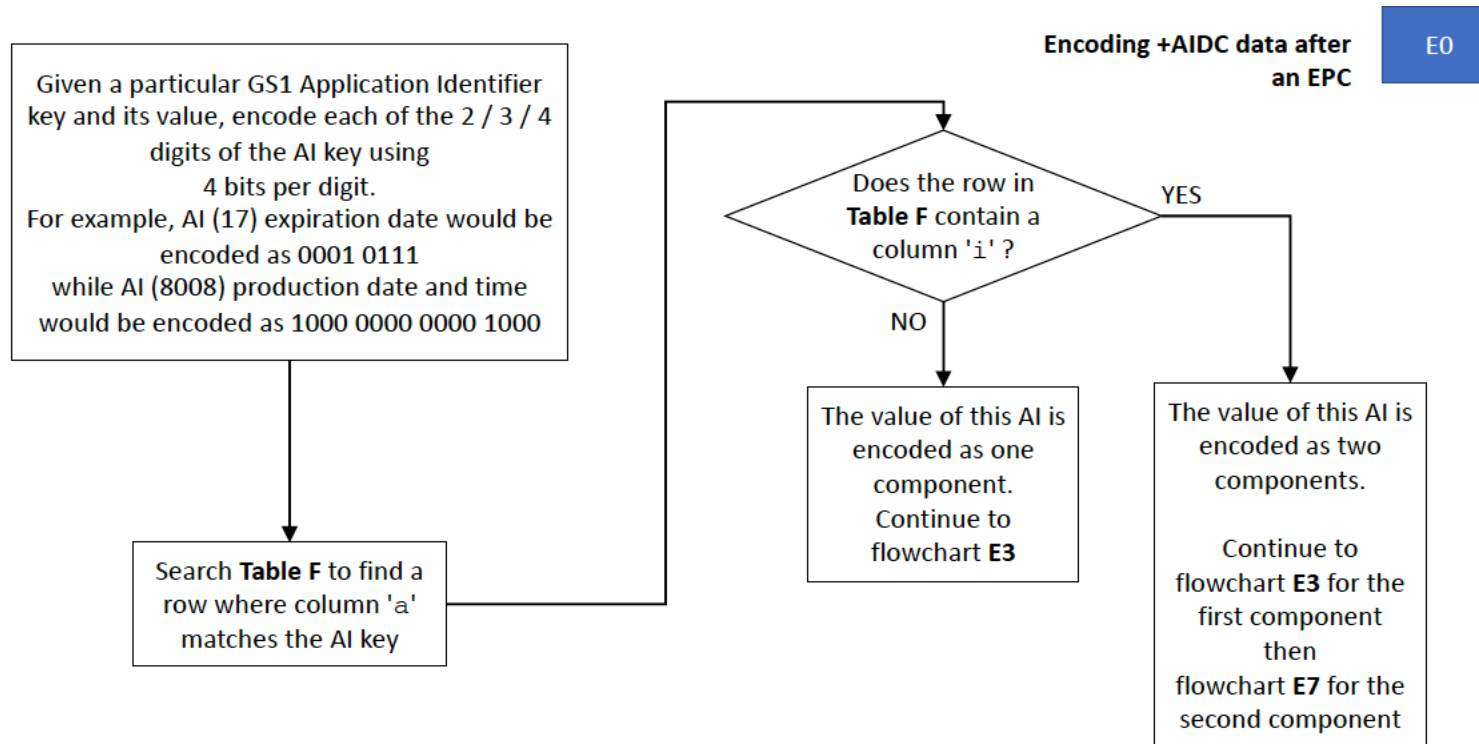 Encoding +AIDC data after
an EPC
E0
Given a particular GS1 Application Identifier
key and its value, encode each of the 2 / 3 / 4
digits of the AI key using
4 bits per digit.
For example, AI (17) expiration date would be
encoded as 0001 0111
while AI (8008) production date and time
would be encoded as 1000 0000 0000 1000
Search Table F to find a
row where column 'a'
matches the AI key
Does the row in
Table F contain a
column 'i' ?
YES
NO
The value of this AI is
encoded as one
component.
Continue to
flowchart E3
The value of this AI is
encoded as two
components.
Continue to
flowchart E3 for the
first component
then
flowchart E7 for the
second component